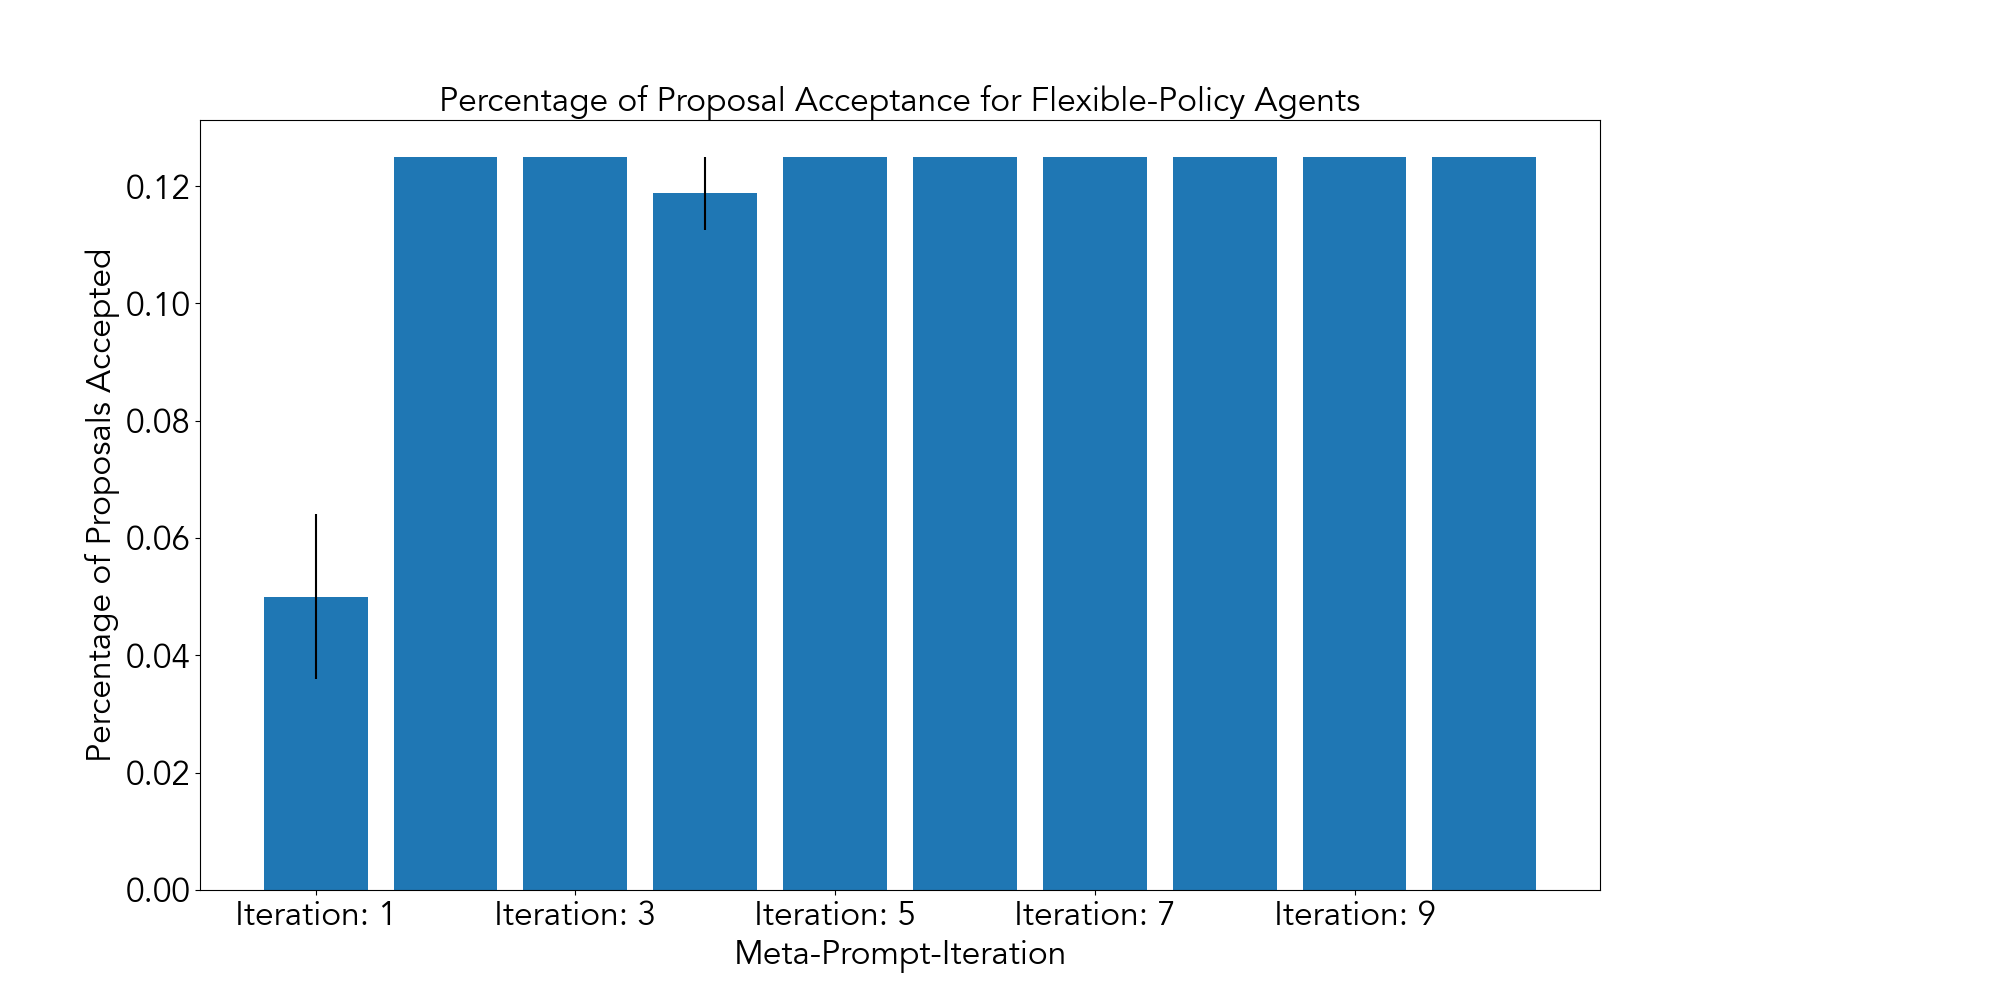 Percentage of Proposal Acceptance for Flexible-Policy Agents
Percentage of Proposals Accepted
0.12
0.10
0.08
0.06
0.04
0.02
0.00
Iteration: 1 Iteration: 3 Iteration: 5 Iteration: 7 Iteration: 9
Meta-Prompt-Iteration